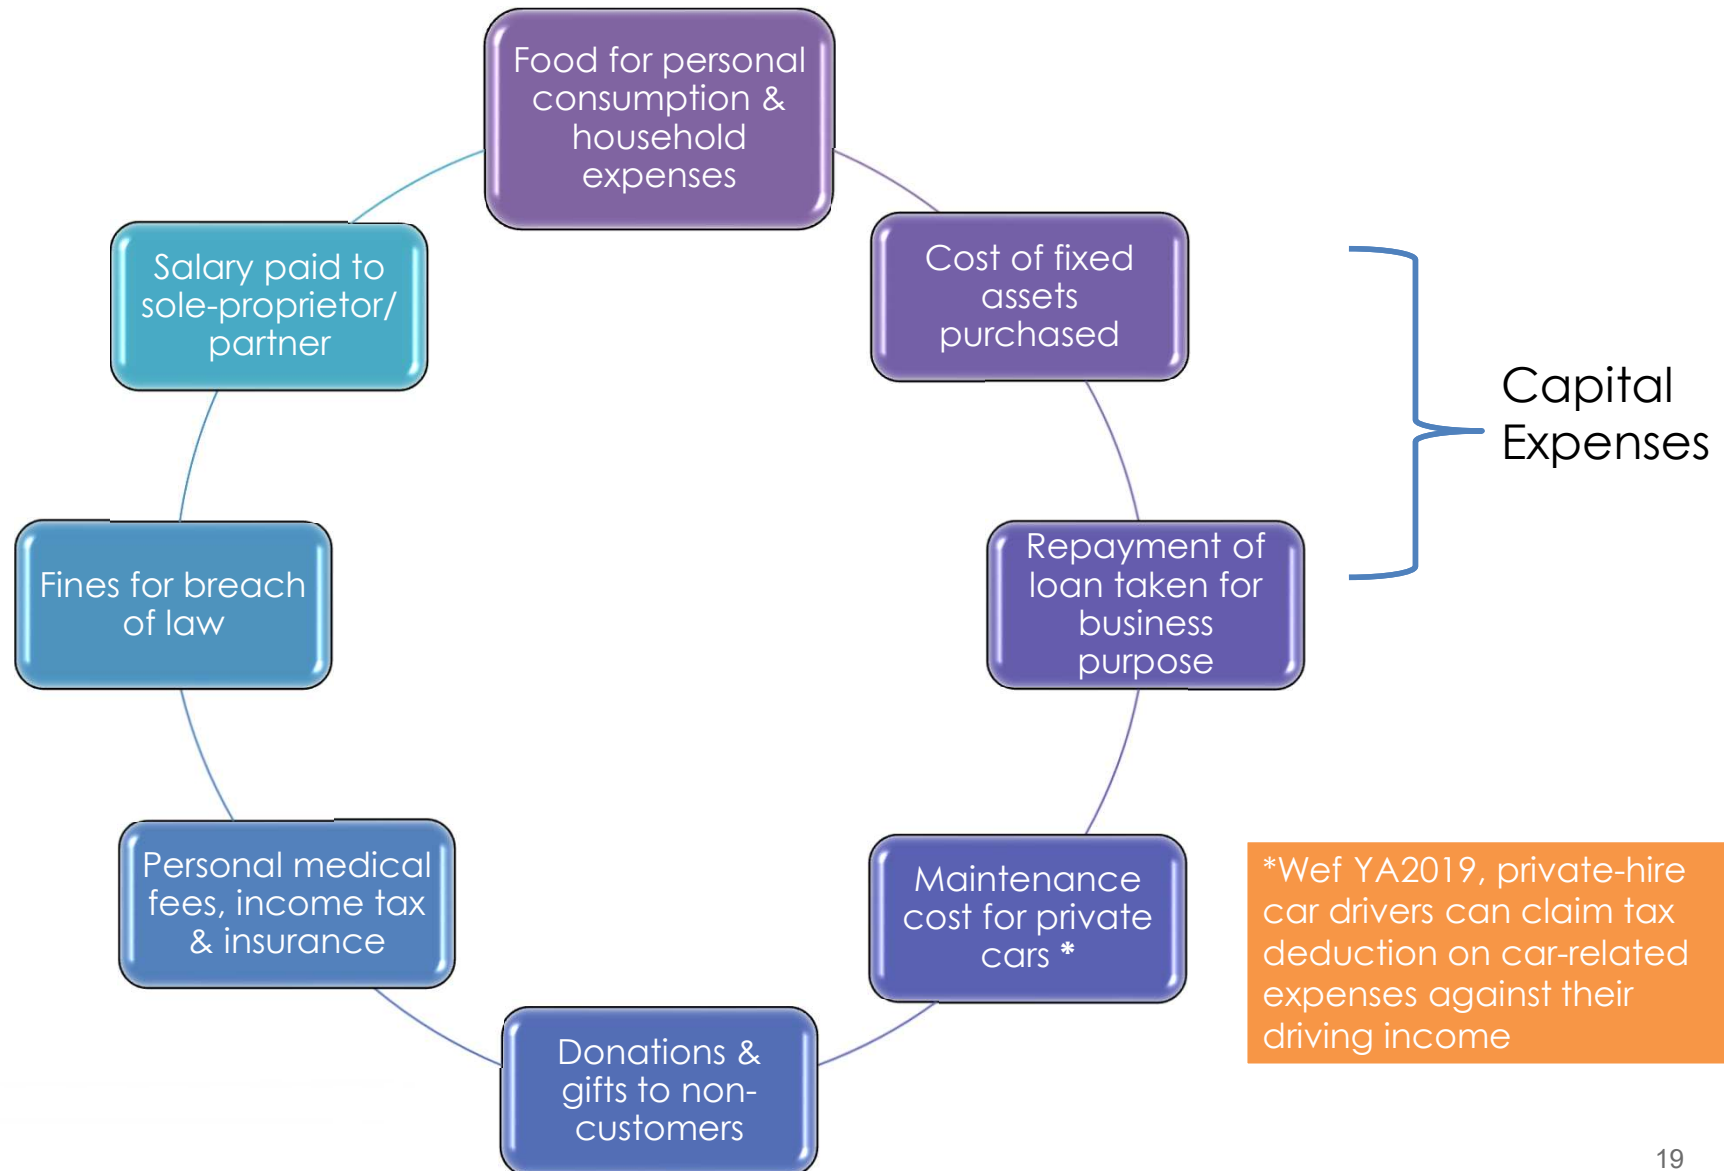 Food for personal
consumption &
household
expenses
Cost of fixed
assets
purchased
Repayment of
loan taken for
business
purpose
Maintenance
cost for private
cars *
Donations &
gifts to non-
customers
Personal medical
fees, income tax
& insurance
Fines for breach
of law
Salary paid to
sole-proprietor/
partner
Capital
Expenses
*Wef YA2019, private-hire
car drivers can claim tax
deduction on car-related
expenses against their
driving income
19